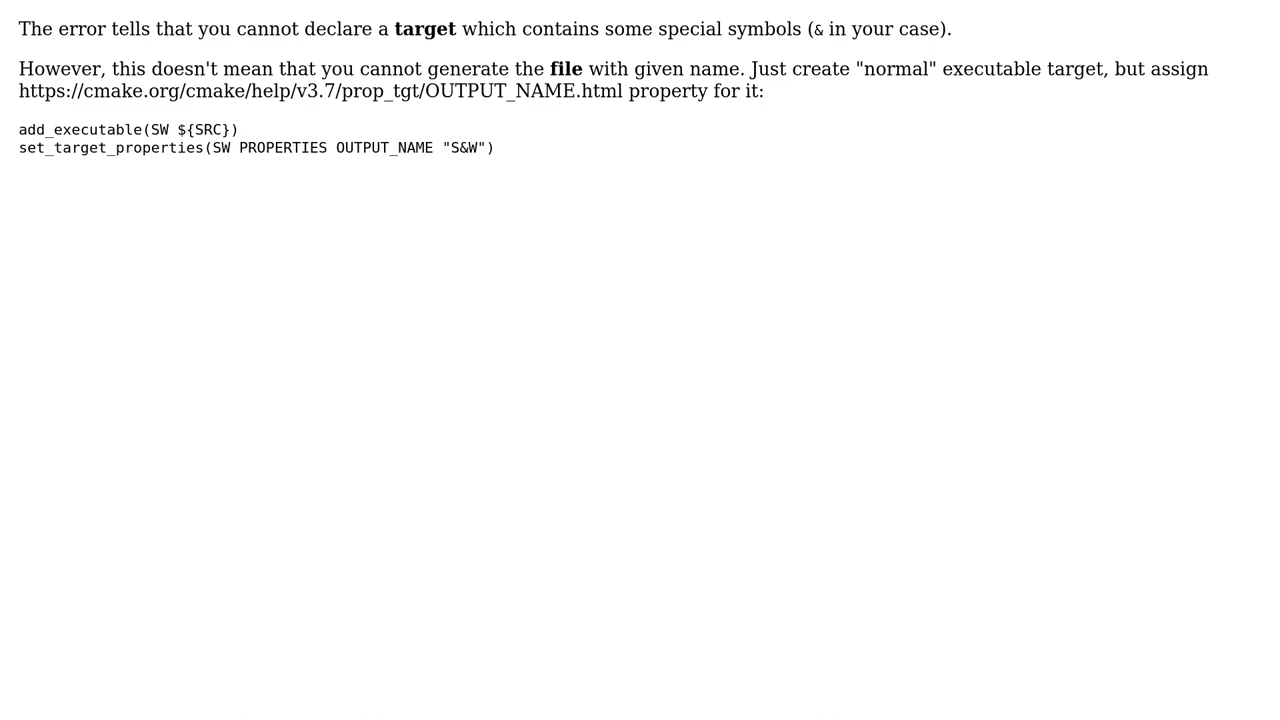 The error tells that you cannot declare a target which contains some special symbols (& in your case).
However, this doesn't mean that you cannot generate the file with given name. Just create "normal" executable target, but assign
https://cmake.org/cmake/help/v3.7/prop_tgt/OUTPUT_NAME.html property for it:
add_executable(SW ${SRC})
set_target_properties(SW PROPERTIES OUTPUT_NAME "S&W")